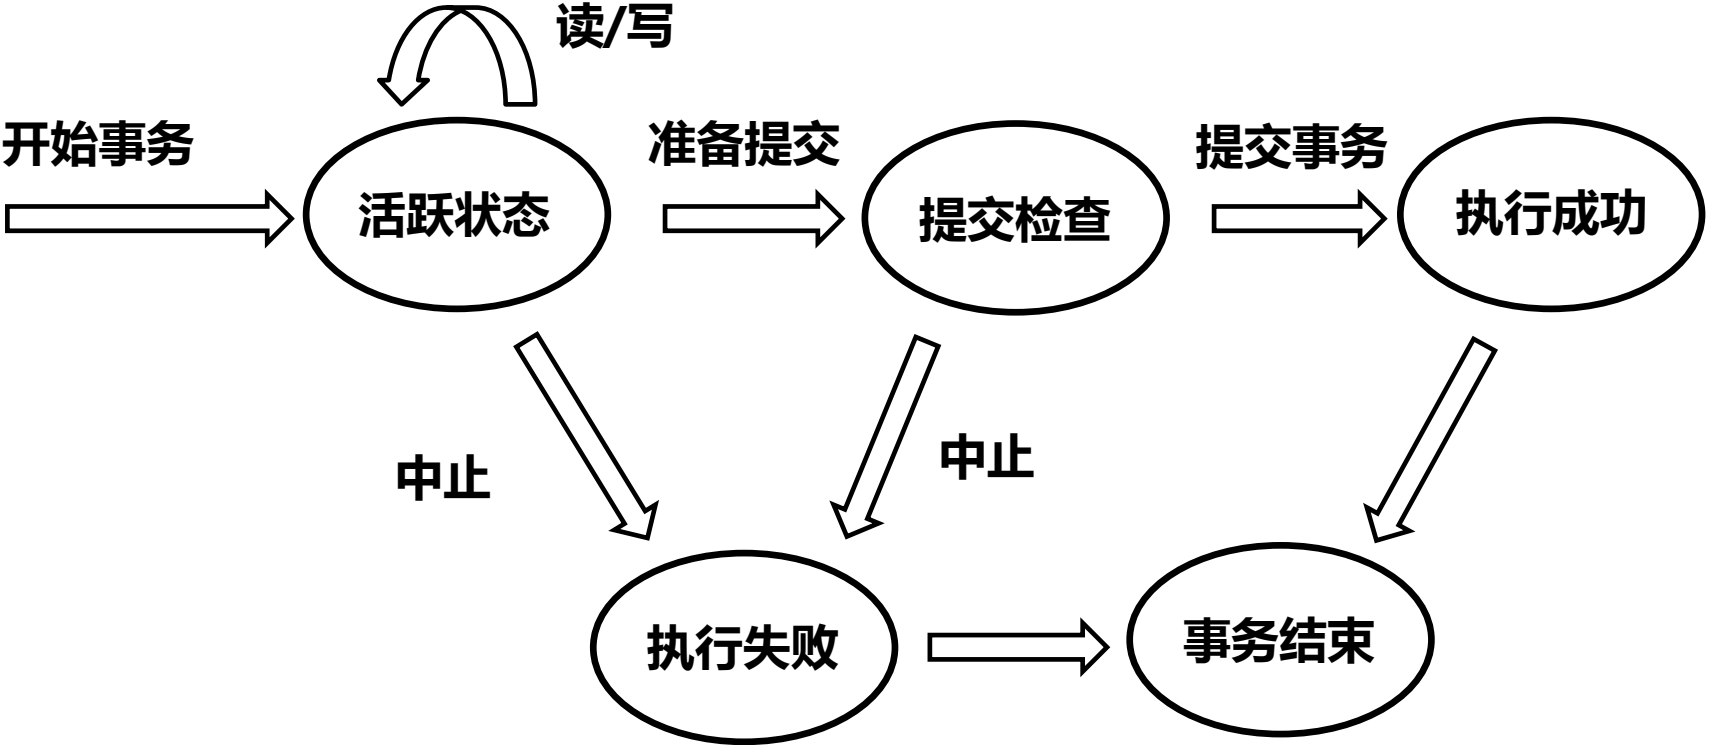 读/写
开始事务
准备提交
提交事务
活跃状态
提交检查
执行成功
中止
中止
执行失败
事务结束